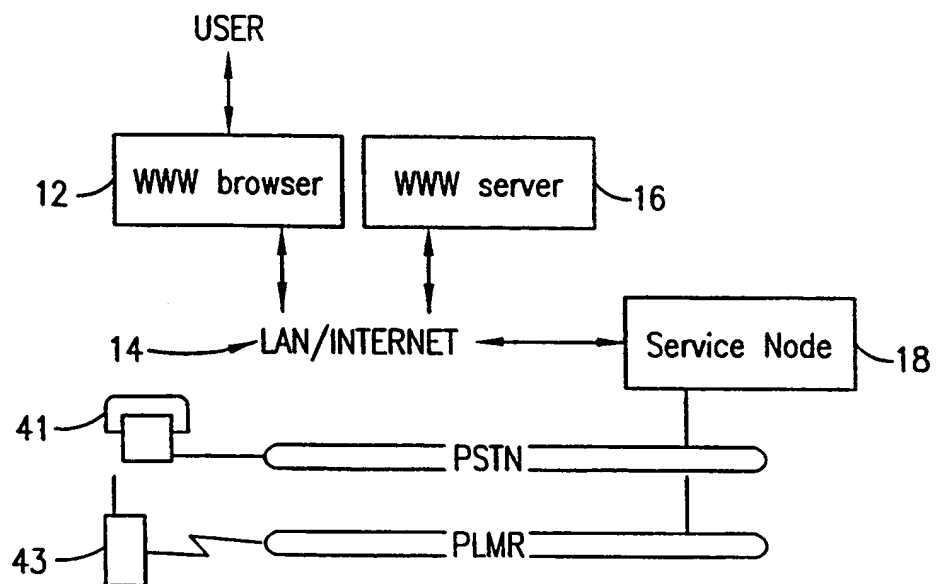 USER
WWW browser
12
WWW server
16
14
LAN/INTERNET
Service Node
18
41
PSTN
43
PLMR